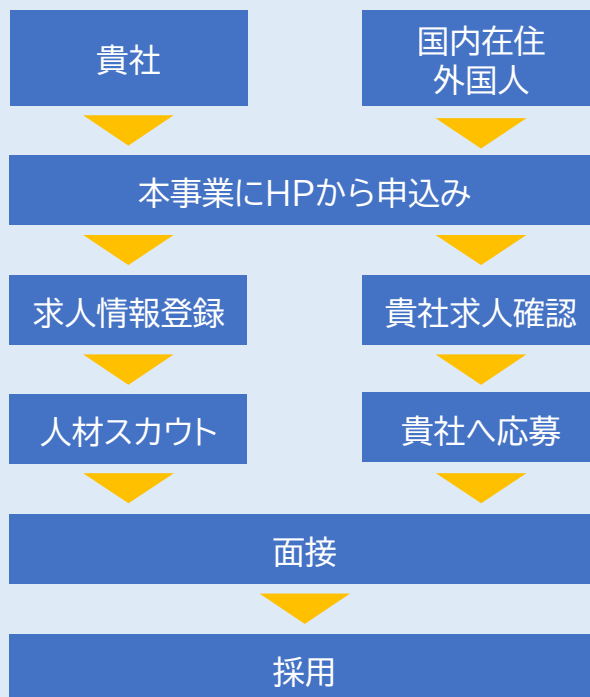 貴社
国内在住
外国人
本事業にHPから申込み
求人情報登録
貴社求人確認
人材スカウト
貴社へ応募
面接
採用